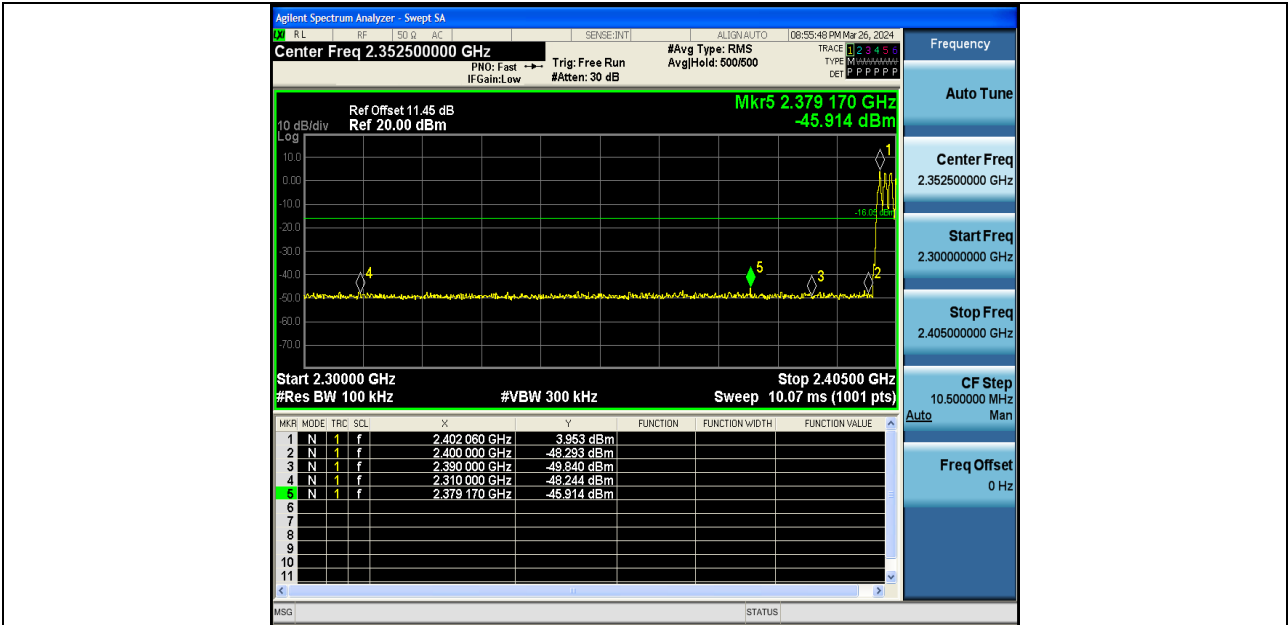 Agilent Spectrum Analyzer - Swept SA
RL RF 50 Ω AC SENSE:INT ALIGN AUTO 08:55:48 PM Mar 26, 2024
Center Freq 2.352500000 GHz
PNO: Fast
IFGain:Low
Trig: Free Run
#Atten: 30 dB
#Avg Type: RMS
Avg|Hold: 500/500
TRACE 1 2 3 4 5 6
TYPE M
DET P P P P P P
Mkr5 2.379 170 GHz
-45.914 dBm
Ref Offset 11.45 dB
10 dB/div Ref 20.00 dBm
Log
10.0
0.00
-10.0
-20.0
-30.0
-40.0
-50.0
-60.0
-70.0
1
-16.05 dBm
4
5
3
2
Start 2.30000 GHz Stop 2.40500 GHz
#Res BW 100 kHz #VBW 300 kHz Sweep 10.07 ms (1001 pts)
MKR MODE TRC SCL X Y FUNCTION FUNCTION WIDTH FUNCTION VALUE
1 N 1 f 2.402 060 GHz 3.953 dBm
2 N 1 f 2.400 000 GHz -48.293 dBm
3 N 1 f 2.390 000 GHz -49.840 dBm
4 N 1 f 2.310 000 GHz -48.244 dBm
5 N 1 f 2.379 170 GHz -45.914 dBm
6
7
8
9
10
11
MSG STATUS
Frequency
Auto Tune
Center Freq
2.352500000 GHz
Start Freq
2.300000000 GHz
Stop Freq
2.405000000 GHz
CF Step
10.500000 MHz
Auto Man
Freq Offset
0 Hz